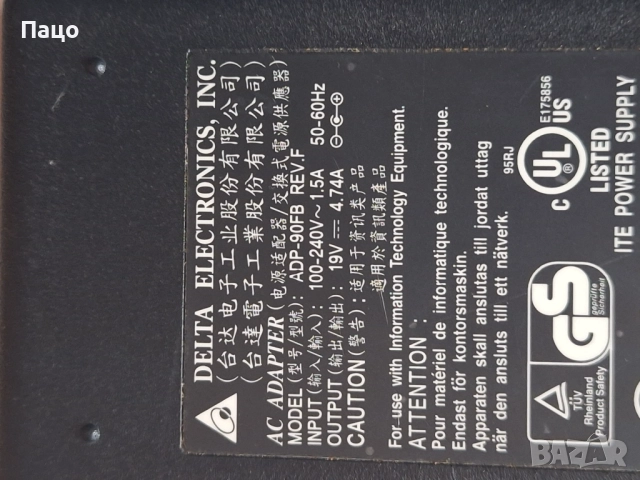 Пацо
DELTA ELECTRONICS, INC.
(台达电子工业股份有限公司)
(台達電子工業股份有限公司)
AC ADAPTER (电源适配器/交換式電源供應器)
MODEL (型号/型號): ADP-90FB REV.F
INPUT (输入/輸入): 100-240V~ 1.5A 50-60Hz
OUTPUT (输出/輸出): 19V ⎓ 4.74A
CAUTION (警告): 适用于资讯类产品
適用於資訊類產品
For use with Information Technology Equipment.
ATTENTION :
Pour matériel de informatique technologique.
Endast för kontorsmaskin.
Apparaten skall anslutas till jordat uttag
när den ansluts till ett nätverk.
95RJ
E175856
C UL US
LISTED
ITE POWER SUPPLY
TÜV
Rheinland
Product Safety
GS
geprüfte
Sicherheit
BAZAR